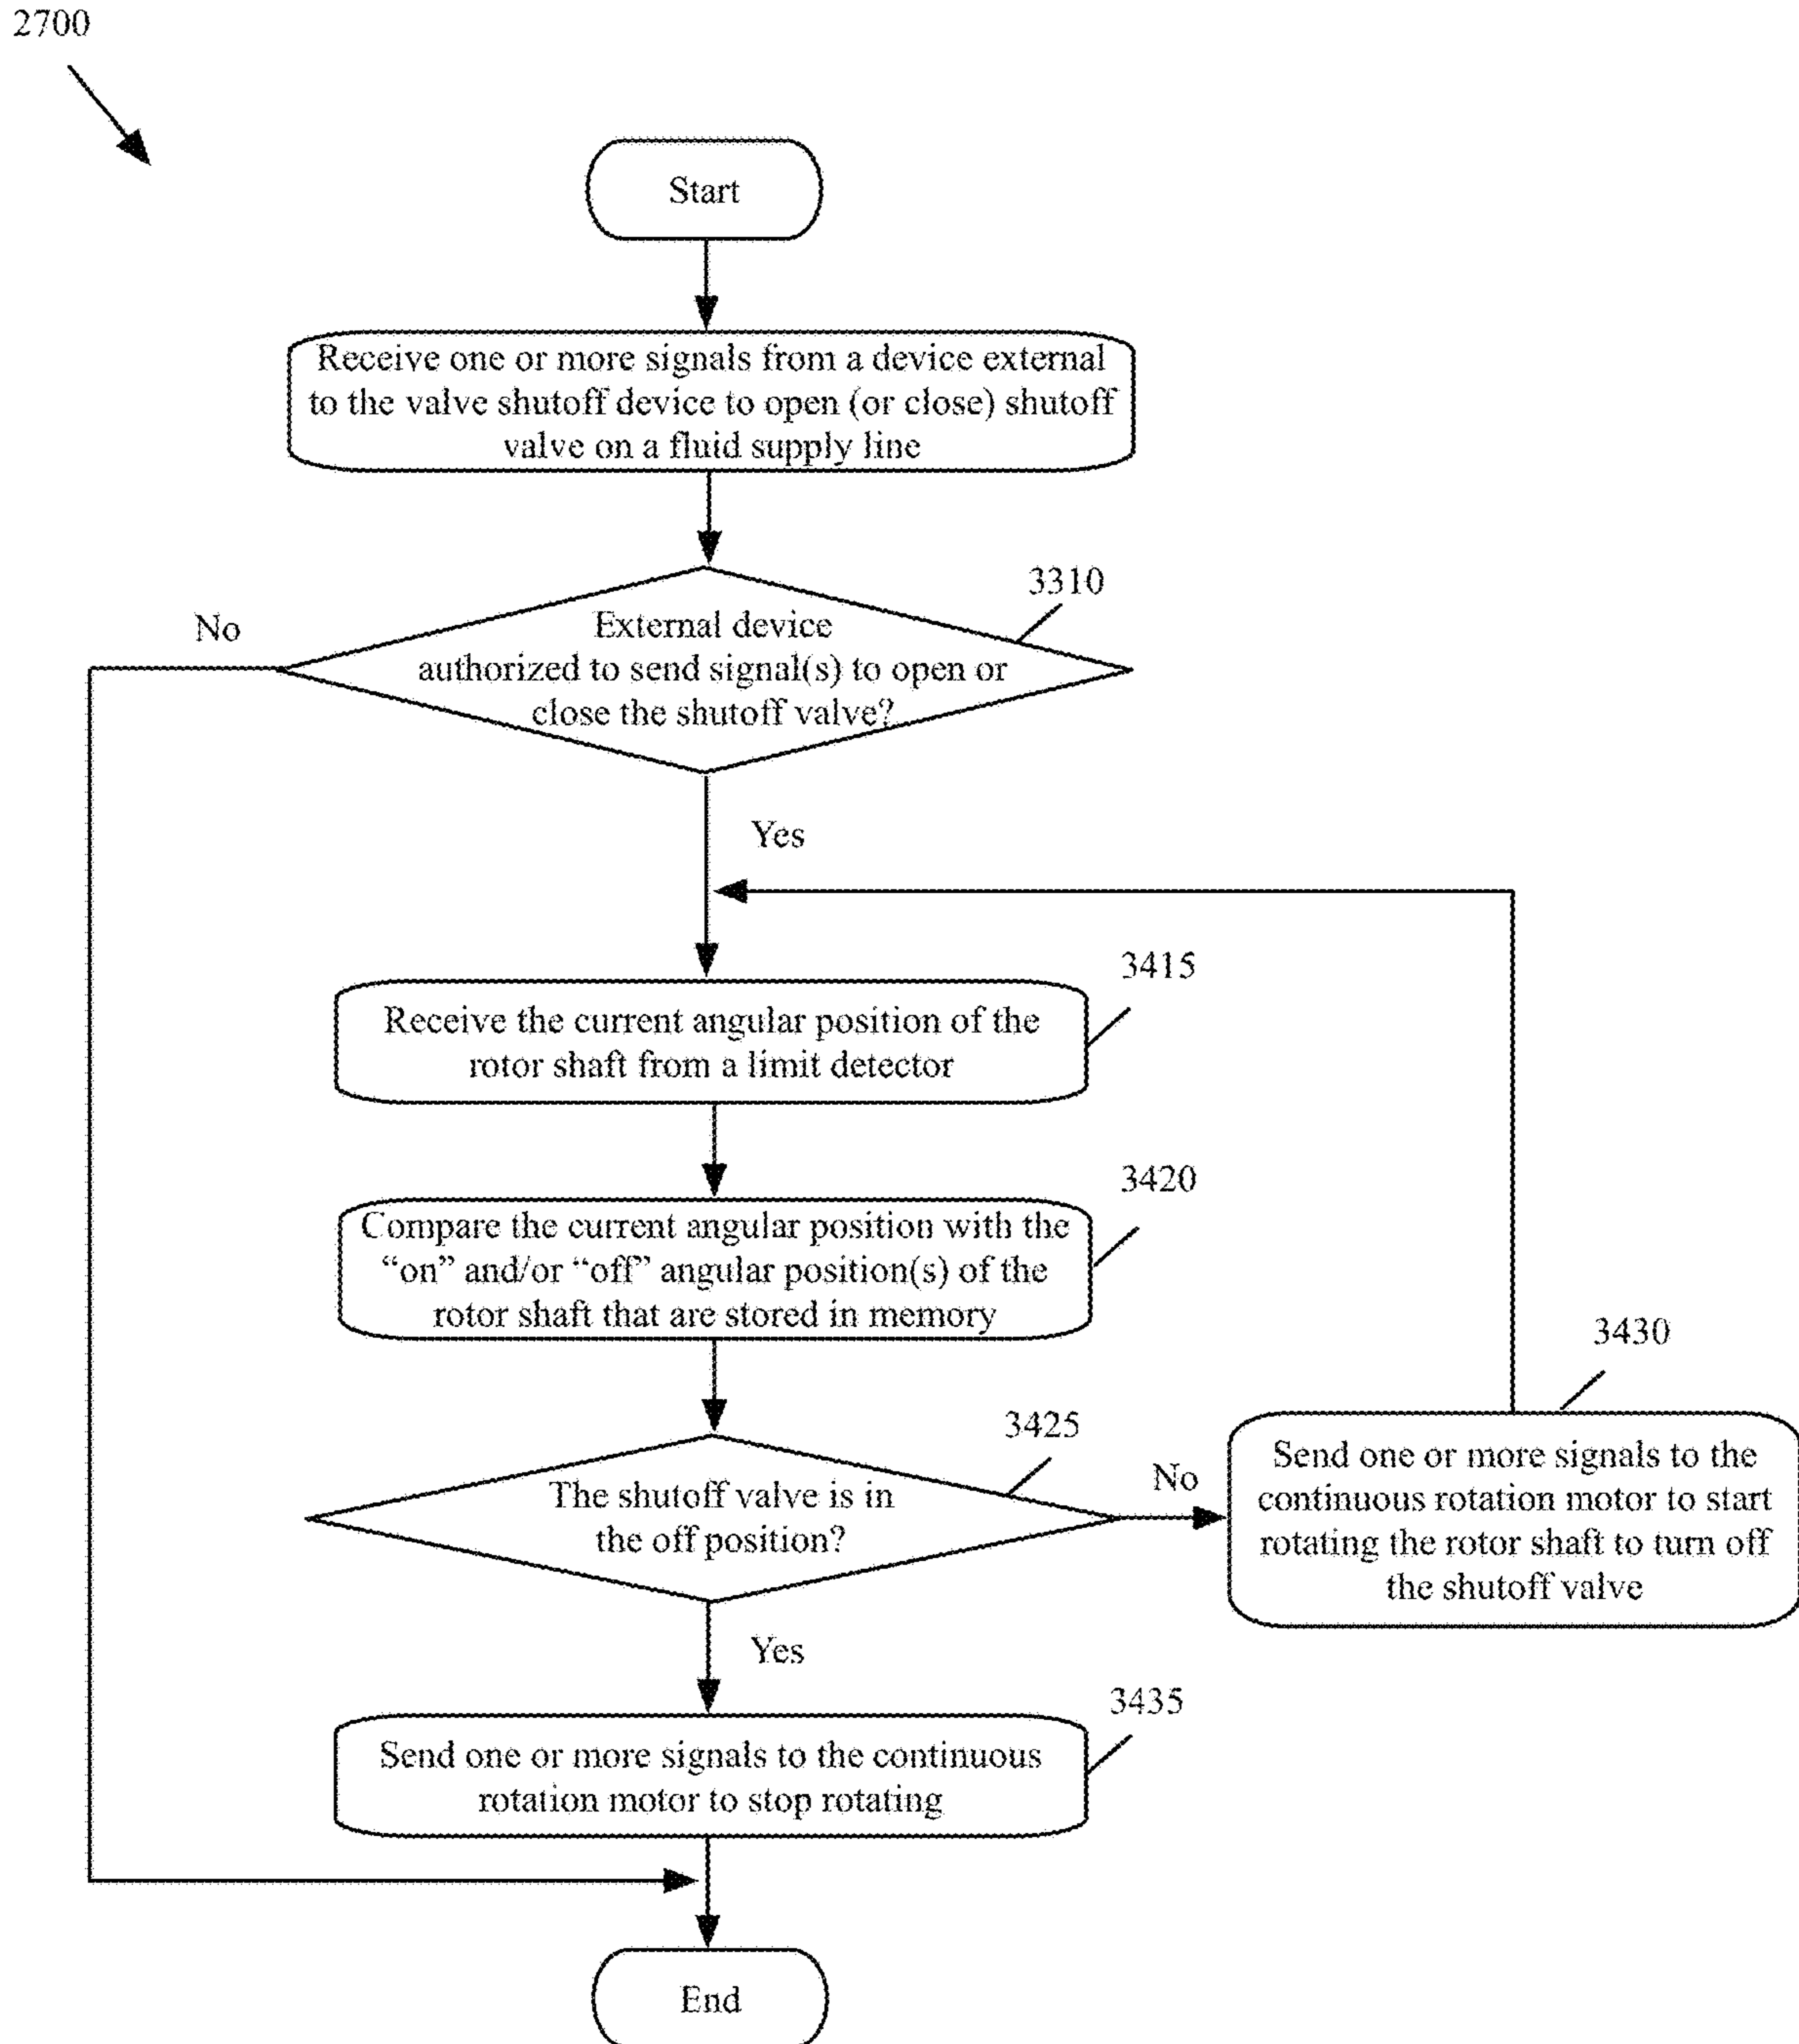 2700
Start
Receive one or more signals from a device external
to the valve shutoff device to open (or close) shutoff
valve on a fluid supply line
3310
No
External device
authorized to send signal(s) to open or
close the shutoff valve?
Yes
3415
Receive the current angular position of the
rotor shaft from a limit detector
3420
Compare the current angular position with the
“on” and/or “off” angular position(s) of the
rotor shaft that are stored in memory
3430
3425
The shutoff valve is in
the off position?
No
Send one or more signals to the
continuous rotation motor to start
rotating the rotor shaft to turn off
the shutoff valve
Yes
3435
Send one or more signals to the continuous
rotation motor to stop rotating
End